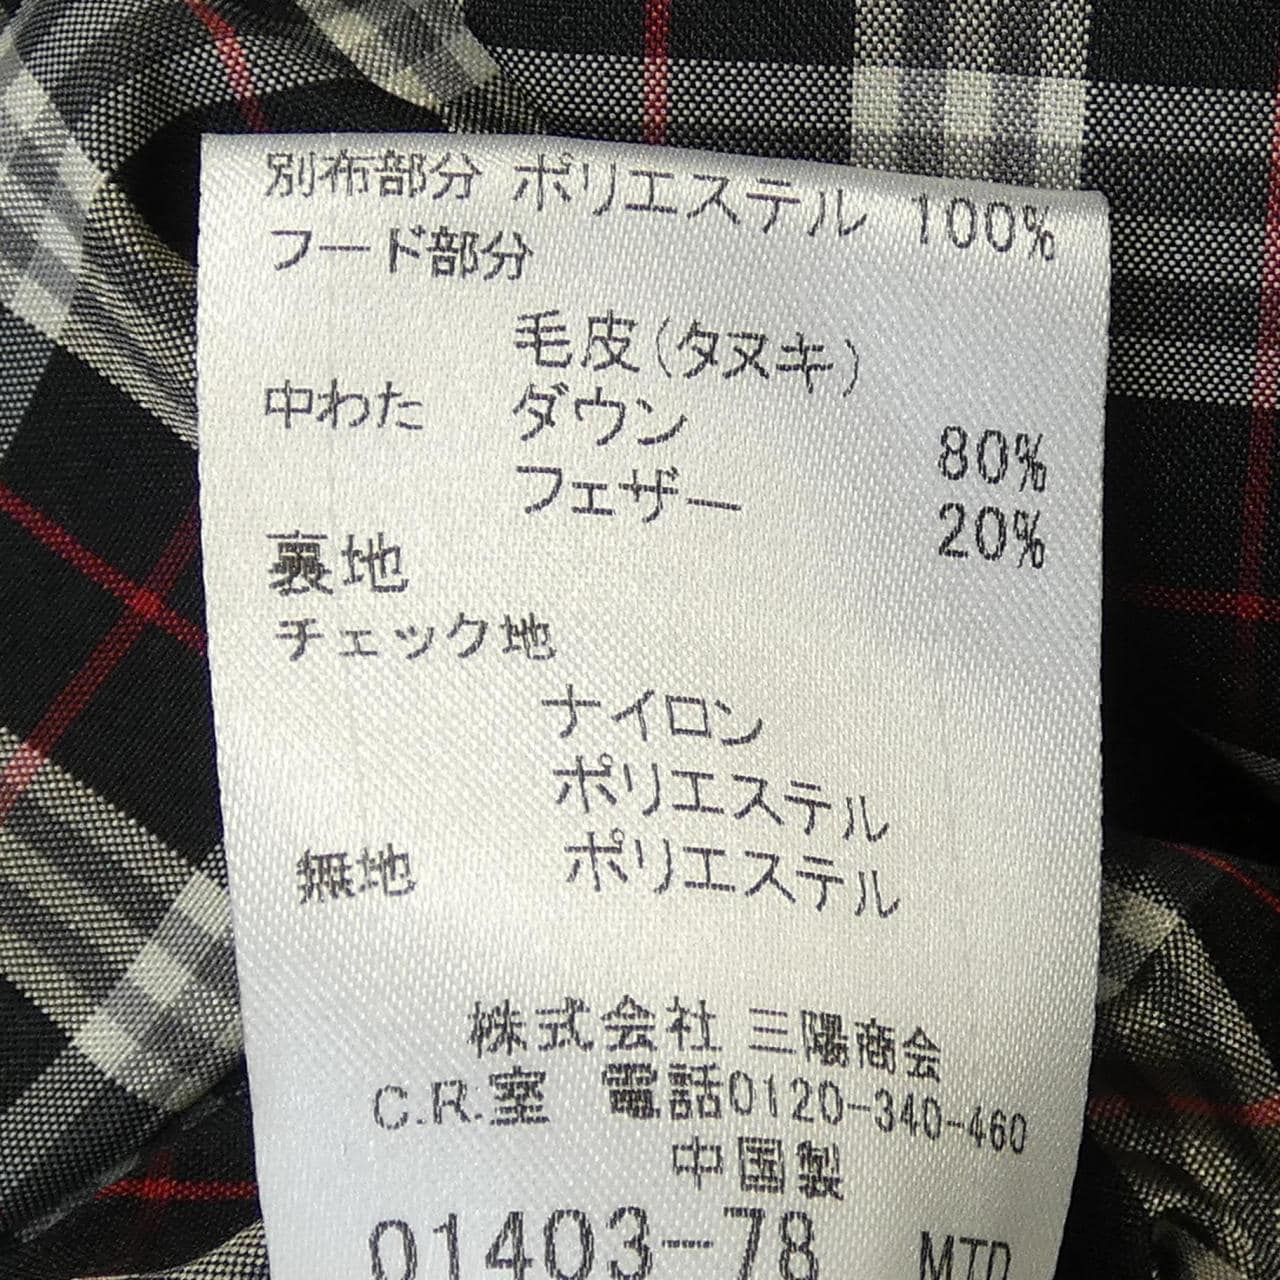 別布部分 ポリエステル 100%
フード部分
毛皮(タヌキ)
中わた ダウン 80%
フェザー 20%
裏地
チェック地
ナイロン
ポリエステル
無地 ポリエステル
株式会社 三陽商会
C.R.室 電話0120-340-460
中国製
01403-78 MTD